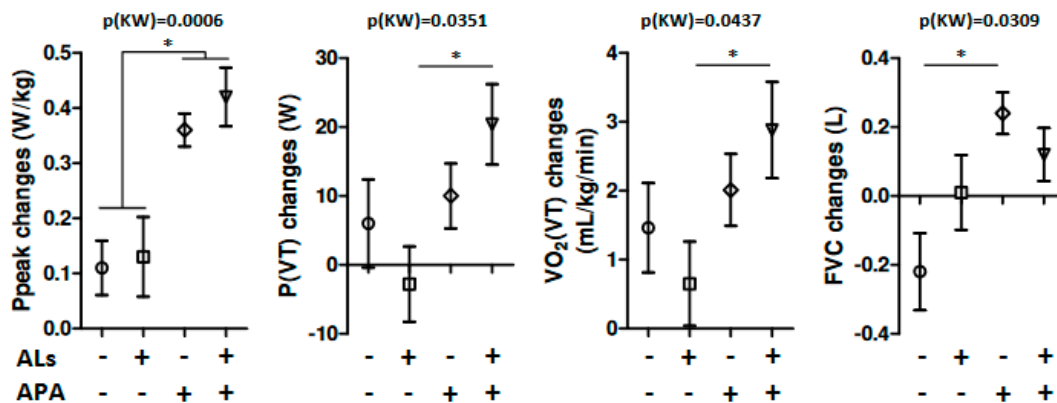 p(KW)=0.0006
p(KW)=0.0351
p(KW)=0.0437
p(KW)=0.0309
Ppeak changes (W/kg)
0.5
0.4
0.3
0.2
0.1
0.0
*
P(VT) changes (W)
30
20
10
0
-10
*
VO₂(VT) changes
(mL/kg/min)
4
3
2
1
0
*
FVC changes (L)
0.4
0.2
0.0
-0.2
-0.4
*
ALs - + - + - + - + - + - + - + - +
APA - - + + - - + + - - + + - - + +